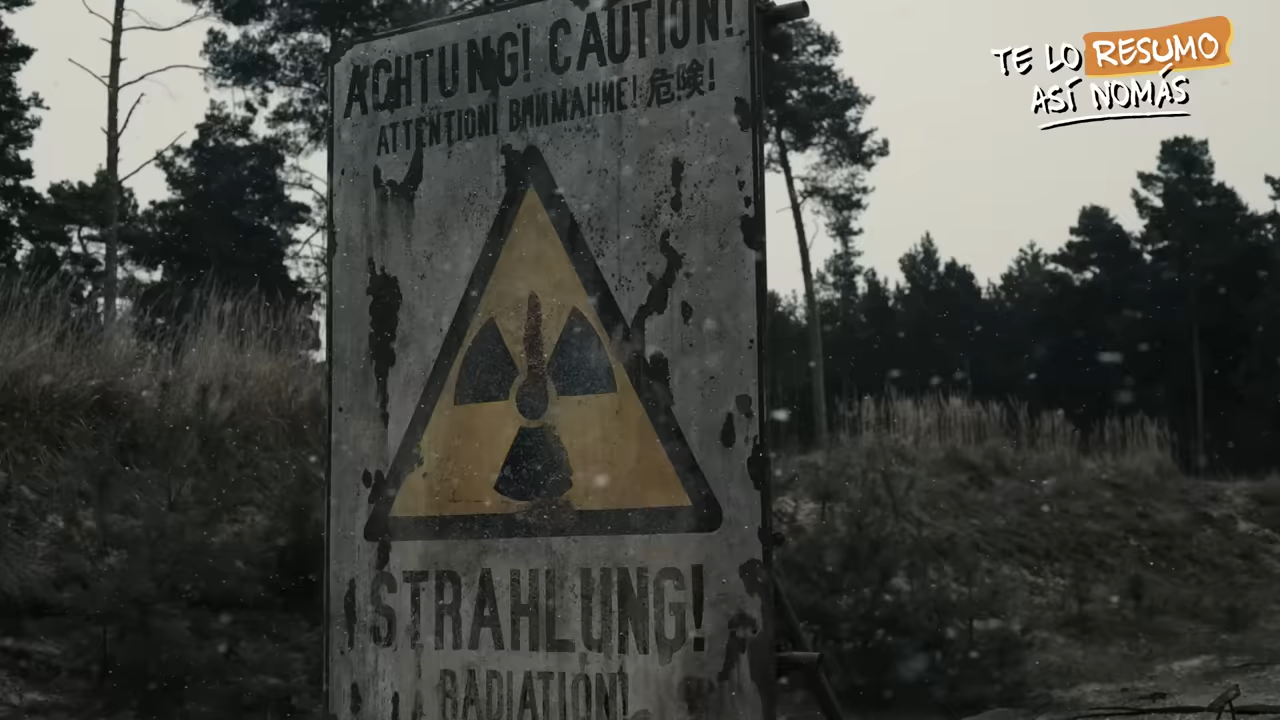 ACHTUNG! CAUTION!
ATTENTION! ВНИМАНИЕ! 危険!
STRAHLUNG!
RADIATION!
TE LO RESUMO
ASÍ NOMÁS